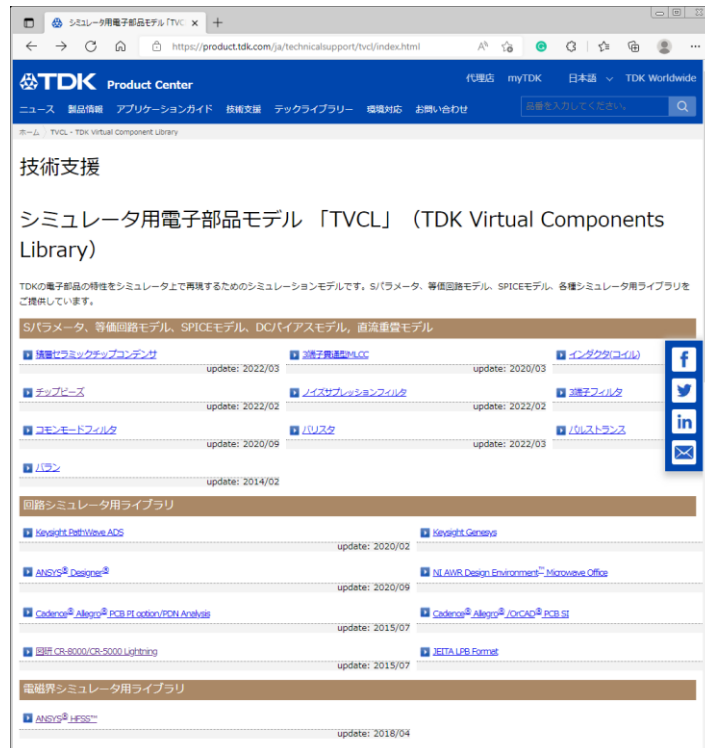 シミュレータ用電子部品モデル「TVC
https://product.tdk.com/ja/technicalsupport/tvcl/index.html
TDK Product Center
代理店 myTDK 日本語 TDK Worldwide
ニュース 製品情報 アプリケーションガイド 技術支援 テックライブラリー 環境対応 お問い合わせ
品番を入力してください。
ホーム TVCL - TDK Virtual Component Library
技術支援
シミュレータ用電子部品モデル 「TVCL」 (TDK Virtual Components
Library)
TDKの電子部品の特性をシミュレータ上で再現するためのシミュレーションモデルです。Sパラメータ、等価回路モデル、SPICEモデル、各種シミュレータ用ライブラリを
ご提供しています。
Sパラメータ、等価回路モデル、SPICEモデル、DCバイアスモデル, 直流重畳モデル
積層セラミックチップコンデンサ 3端子貫通型MLCC インダクタ(コイル)
update: 2022/03 update: 2020/03
チップビーズ ノイズサプレッションフィルタ 3端子フィルタ
update: 2022/02 update: 2022/02
コモンモードフィルタ バリスタ パルストランス
update: 2020/09 update: 2022/03
バラン
update: 2014/02
回路シミュレータ用ライブラリ
Keysight PathWave ADS Keysight Genesys
update: 2020/02
ANSYS® Designer® NI AWR Design Environment™ Microwave Office
update: 2020/09
Cadence® Allegro® PCB PI option/PDN Analysis Cadence® Allegro® /OrCAD® PCB SI
update: 2015/07
図研 CR-8000/CR-5000 Lightning JEITA LPB Format
update: 2015/07
電磁界シミュレータ用ライブラリ
ANSYS® HFSS™
update: 2018/04